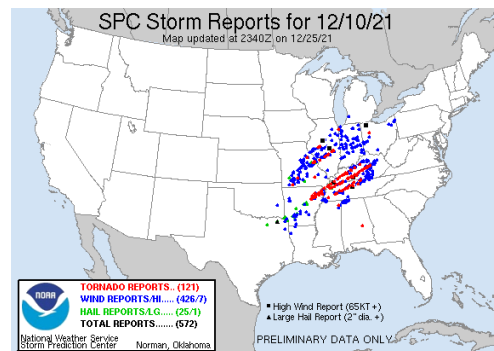 SPC Storm Reports for 12/10/21
Map updated at 2340Z on 12/25/21
NOAA
TORNADO REPORTS.. (121)
WIND REPORTS/HI..... (426/7)
HAIL REPORTS/LG..... (25/1)
TOTAL REPORTS....... (572)
National Weather Service
Storm Prediction Center Norman, Oklahoma
High Wind Report (65KT +)
Large Hail Report (2" dia. +)
PRELIMINARY DATA ONLY